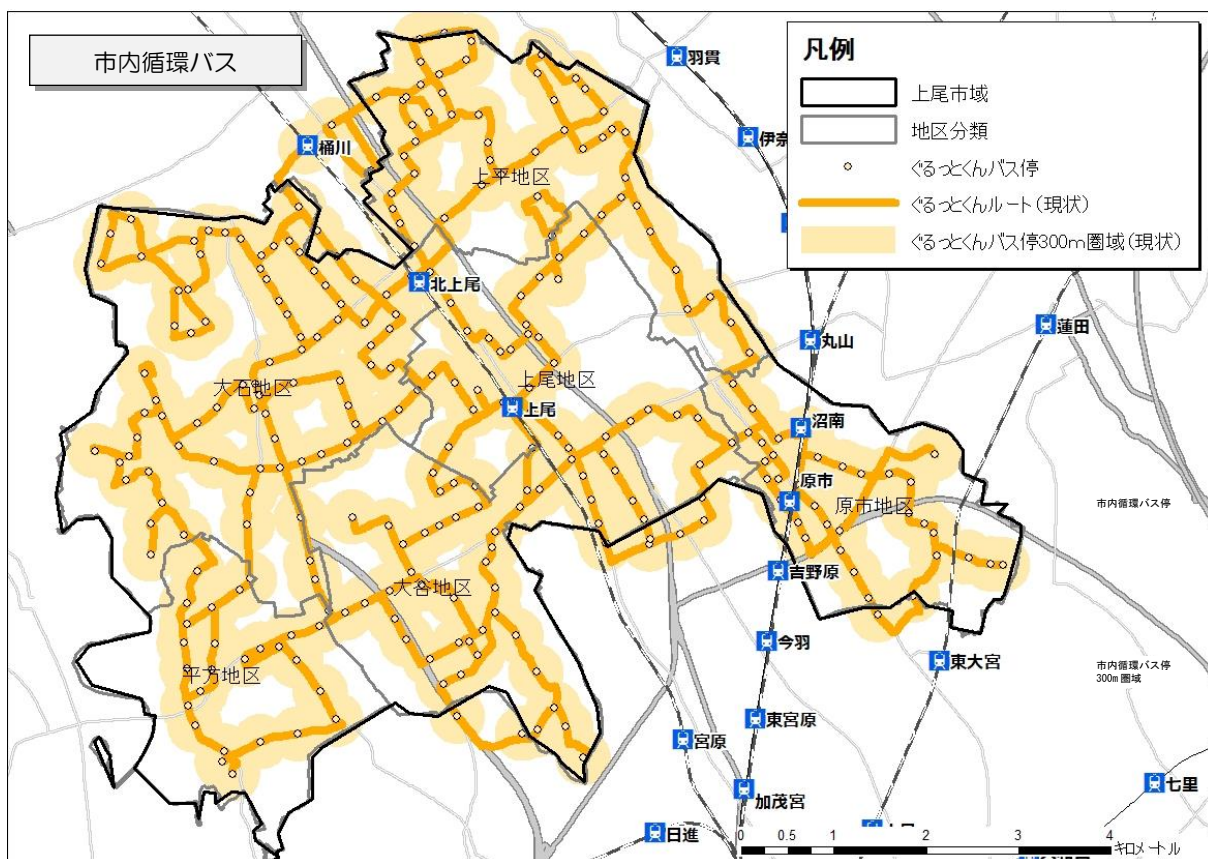 市内循環バス
凡例
上尾市域
地区分類
ぐるっとくんバス停
ぐるっとくんルート(現状)
ぐるっとくんバス停300m圏域(現状)
羽貫
伊奈
桶川
上平地区
北上尾
丸山
蓮田
大石地区
上尾地区
上尾
沼南
原市
原市地区
市内循環バス停
吉野原
大谷地区
今羽
東大宮
平方地区
市内循環バス停
300m圏域
東宮原
宮原
加茂宮
七里
日進
0 0.5 1 2 3 4
キロメートル